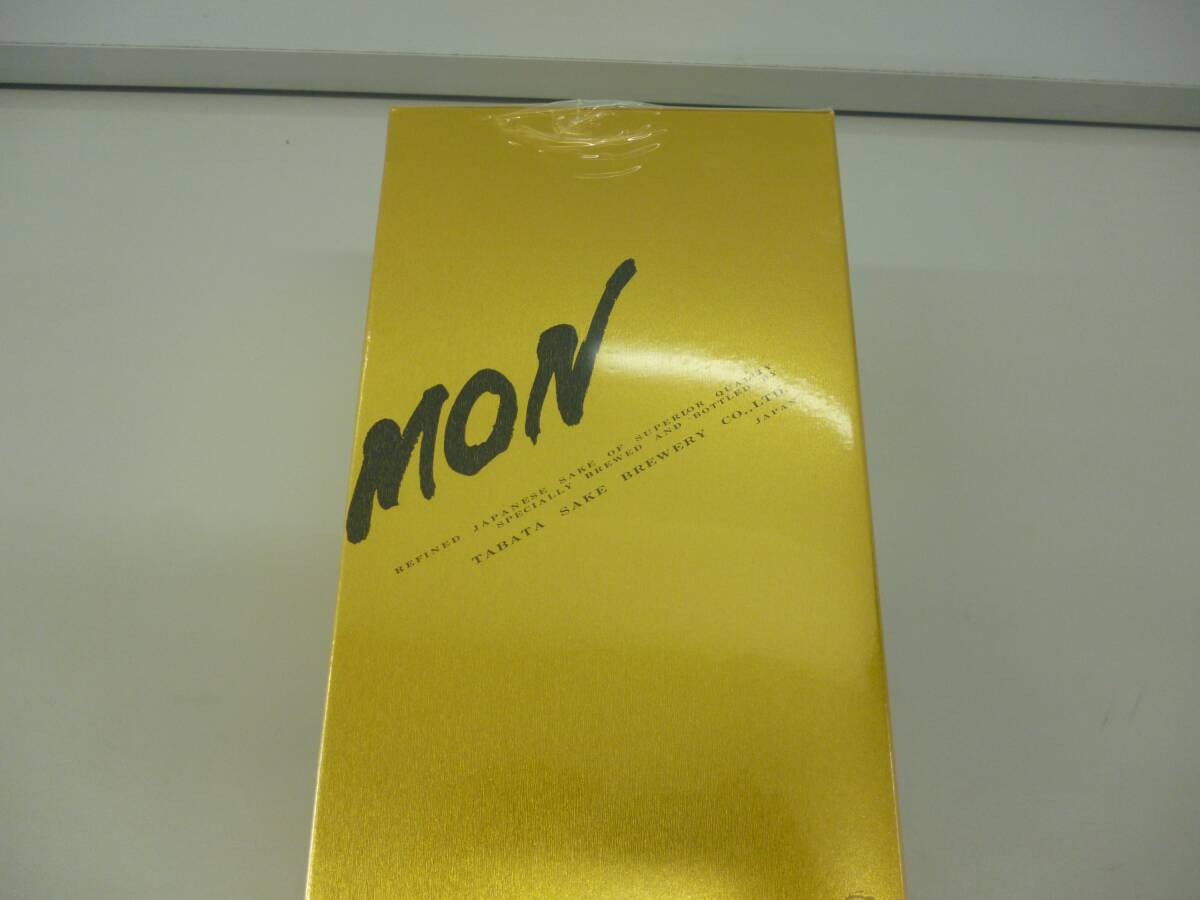 MON
REFINED JAPANESE SAKE OF SUPERIOR QUALITY
SPECIALLY BREWED AND BOTTLED BY
TABATA SAKE BREWERY CO.,LTD.
JAPAN